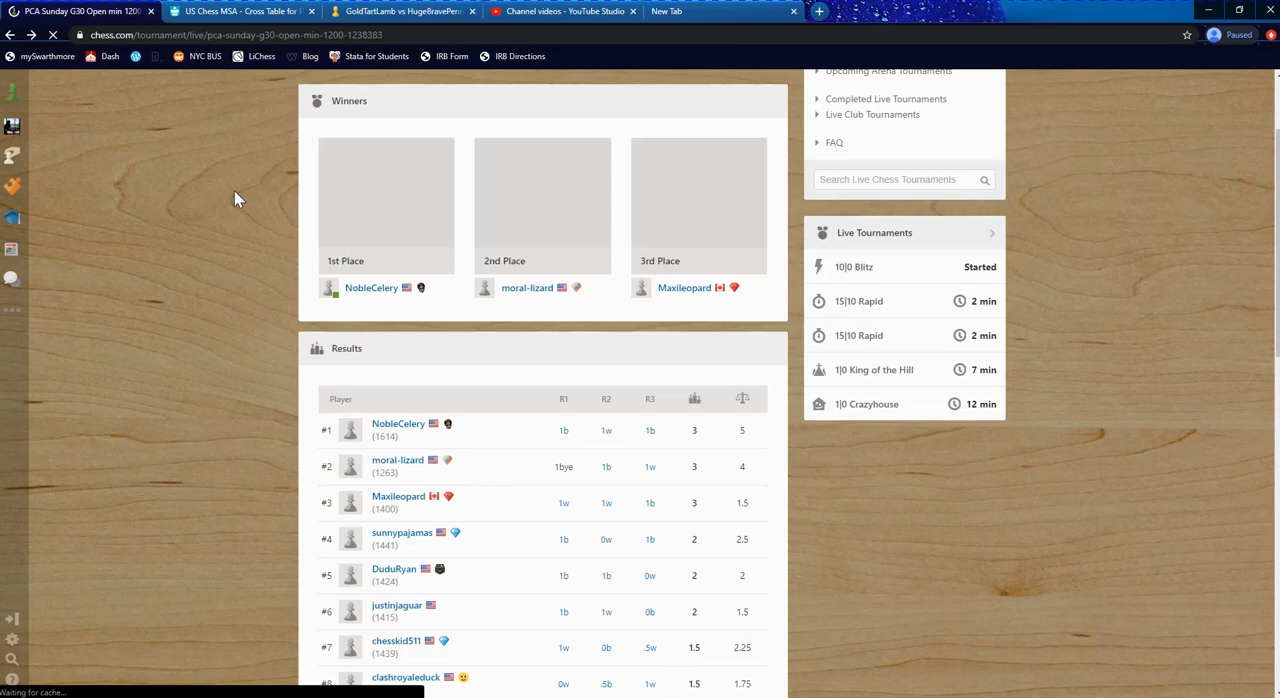 PCA Sunday G30 Open min 1200
US Chess MSA - Cross Table for
GoldTartLamb vs HugeBravePen
Channel videos - YouTube Studio
New Tab
chess.com/tournament/live/pca-sunday-g30-open-min-1200-1238383
Paused
mySwarthmore
Dash
NYC BUS
LiChess
Blog
Stata for Students
IRB Form
IRB Directions
Winners
1st Place
2nd Place
3rd Place
NobleCelery
moral-lizard
Maxileopard
Results
Player R1 R2 R3
#1 NobleCelery (1614) 1b 1w 1b 3 5
#2 moral-lizard (1263) 1bye 1b 1w 3 4
#3 Maxileopard (1400) 1w 1w 1b 3 1.5
#4 sunnypajamas (1441) 1b 0w 1b 2 2.5
#5 DuduRyan (1424) 1b 1b 0w 2 2
#6 justinjaguar (1415) 1b 1w 0b 2 1.5
#7 chesskid511 (1439) 1w 0b .5w 1.5 2.25
#8 clashroyaleduck 0w .5b 1w 1.5 1.75
Upcoming Arena Tournaments
Completed Live Tournaments
Live Club Tournaments
FAQ
Search Live Chess Tournaments
Live Tournaments
10|0 Blitz Started
15|10 Rapid 2 min
15|10 Rapid 2 min
1|0 King of the Hill 7 min
1|0 Crazyhouse 12 min
Waiting for cache...